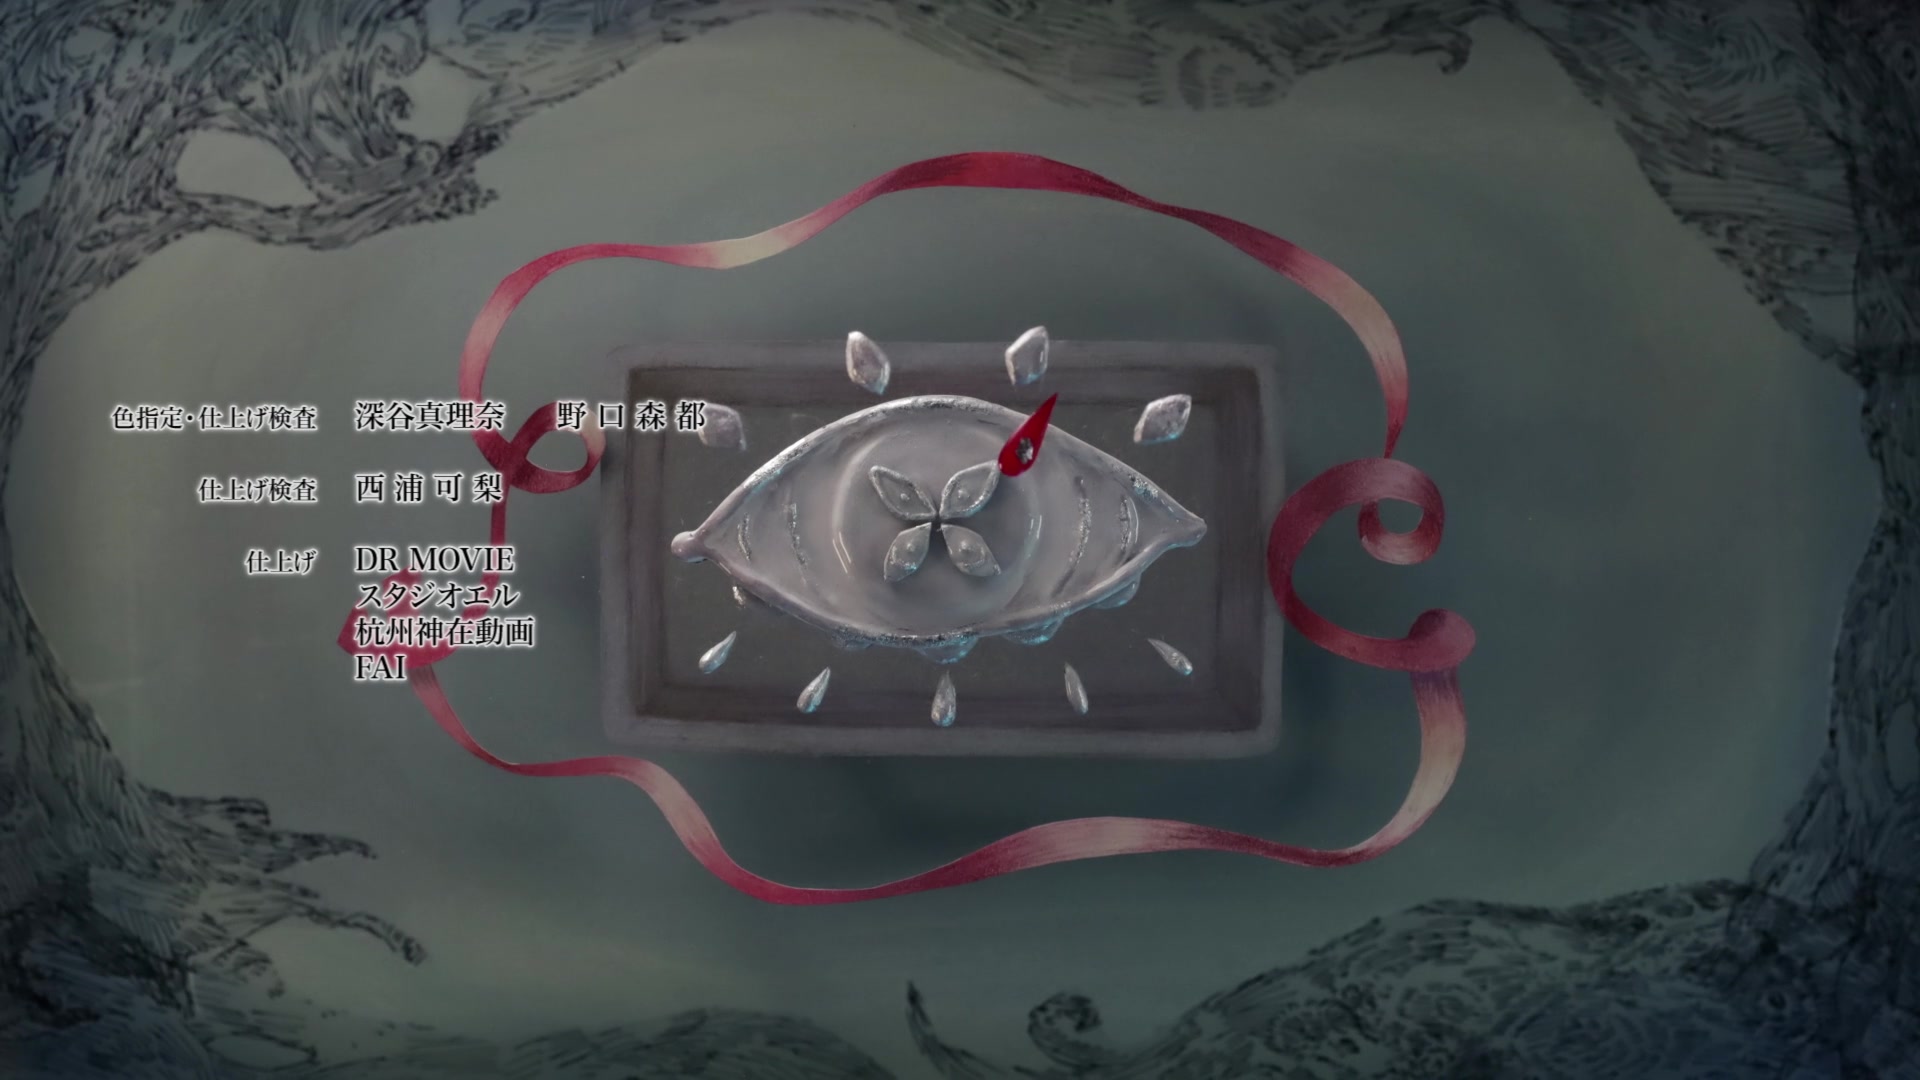 色指定・仕上げ検査 深谷真理奈 野口森都
仕上げ検査 西浦可梨
仕上げ DR MOVIE
スタジオエル
杭州神在動画
FAI